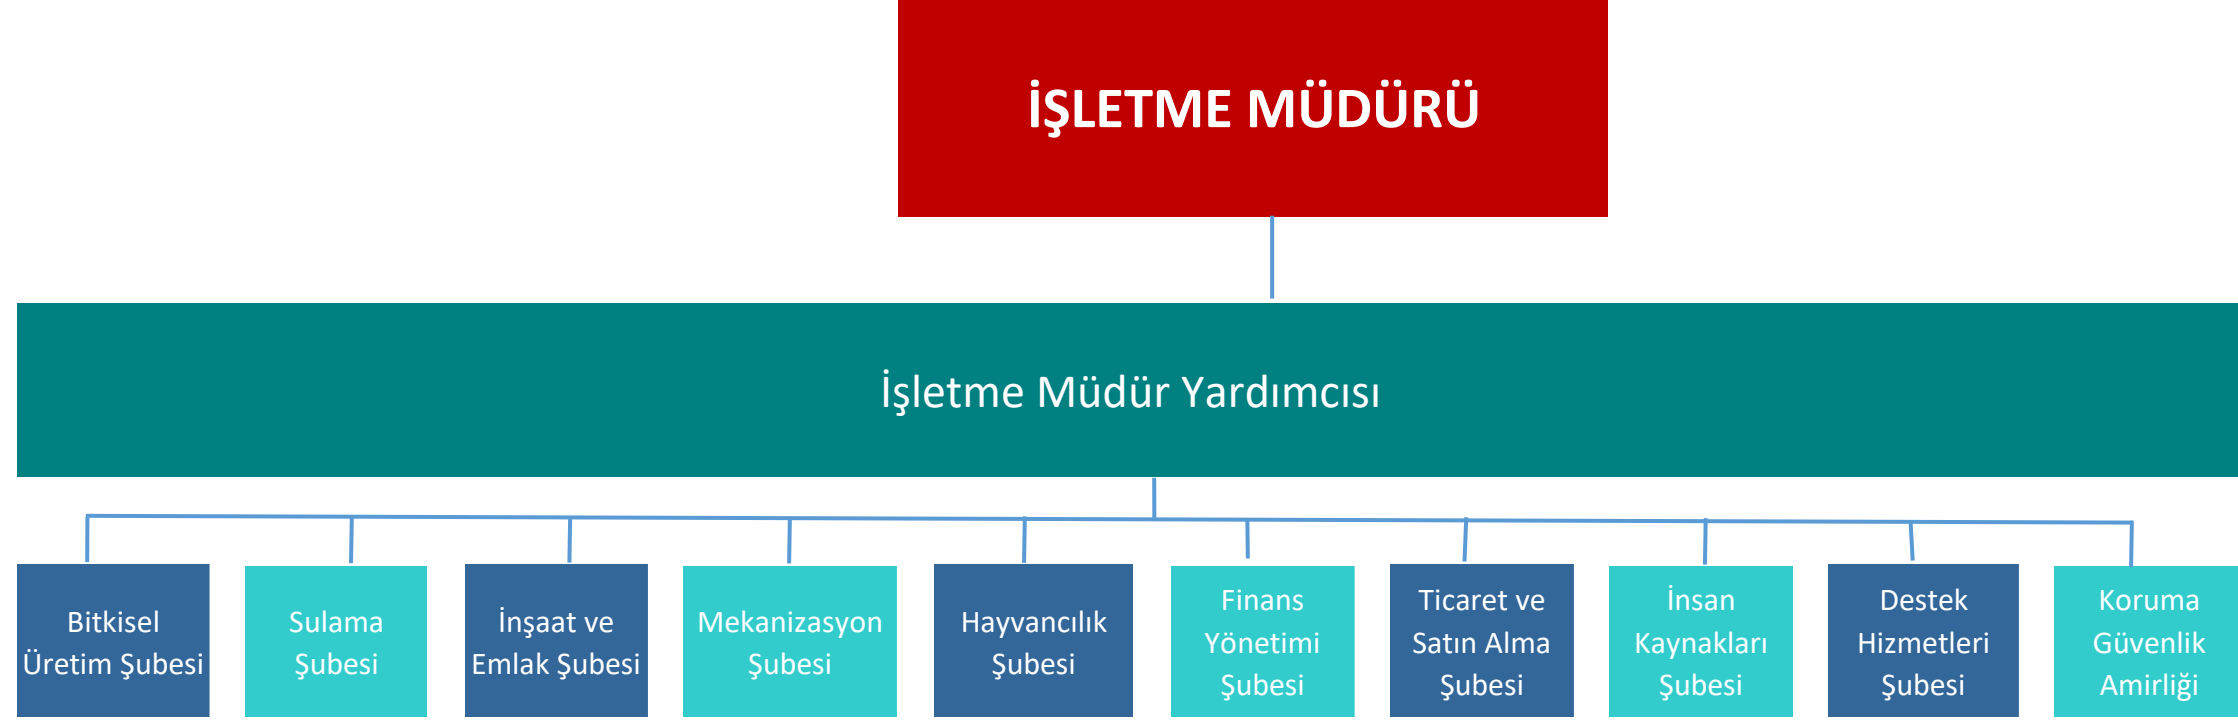 İŞLETME MÜDÜRÜ
İşletme Müdür Yardımcısı
Bitkisel
Üretim Şubesi
Sulama
Şubesi
İnşaat ve
Emlak Şubesi
Mekanizasyon
Şubesi
Hayvancılık
Şubesi
Finans
Yönetimi
Şubesi
Ticaret ve
Satın Alma
Şubesi
İnsan
Kaynakları
Şubesi
Destek
Hizmetleri
Şubesi
Koruma
Güvenlik
Amirliği